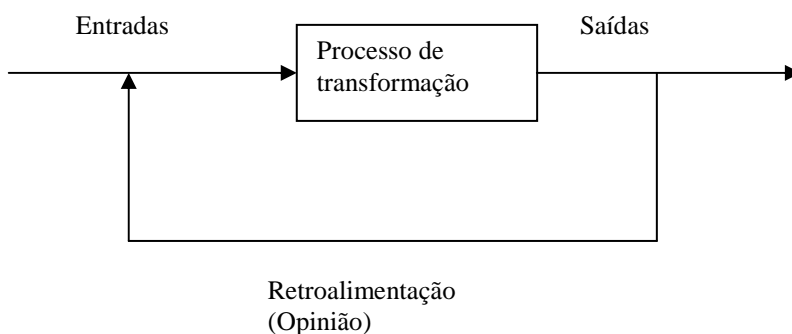 Entradas
Processo de
transformação
Saídas
Retroalimentação
(Opinião)